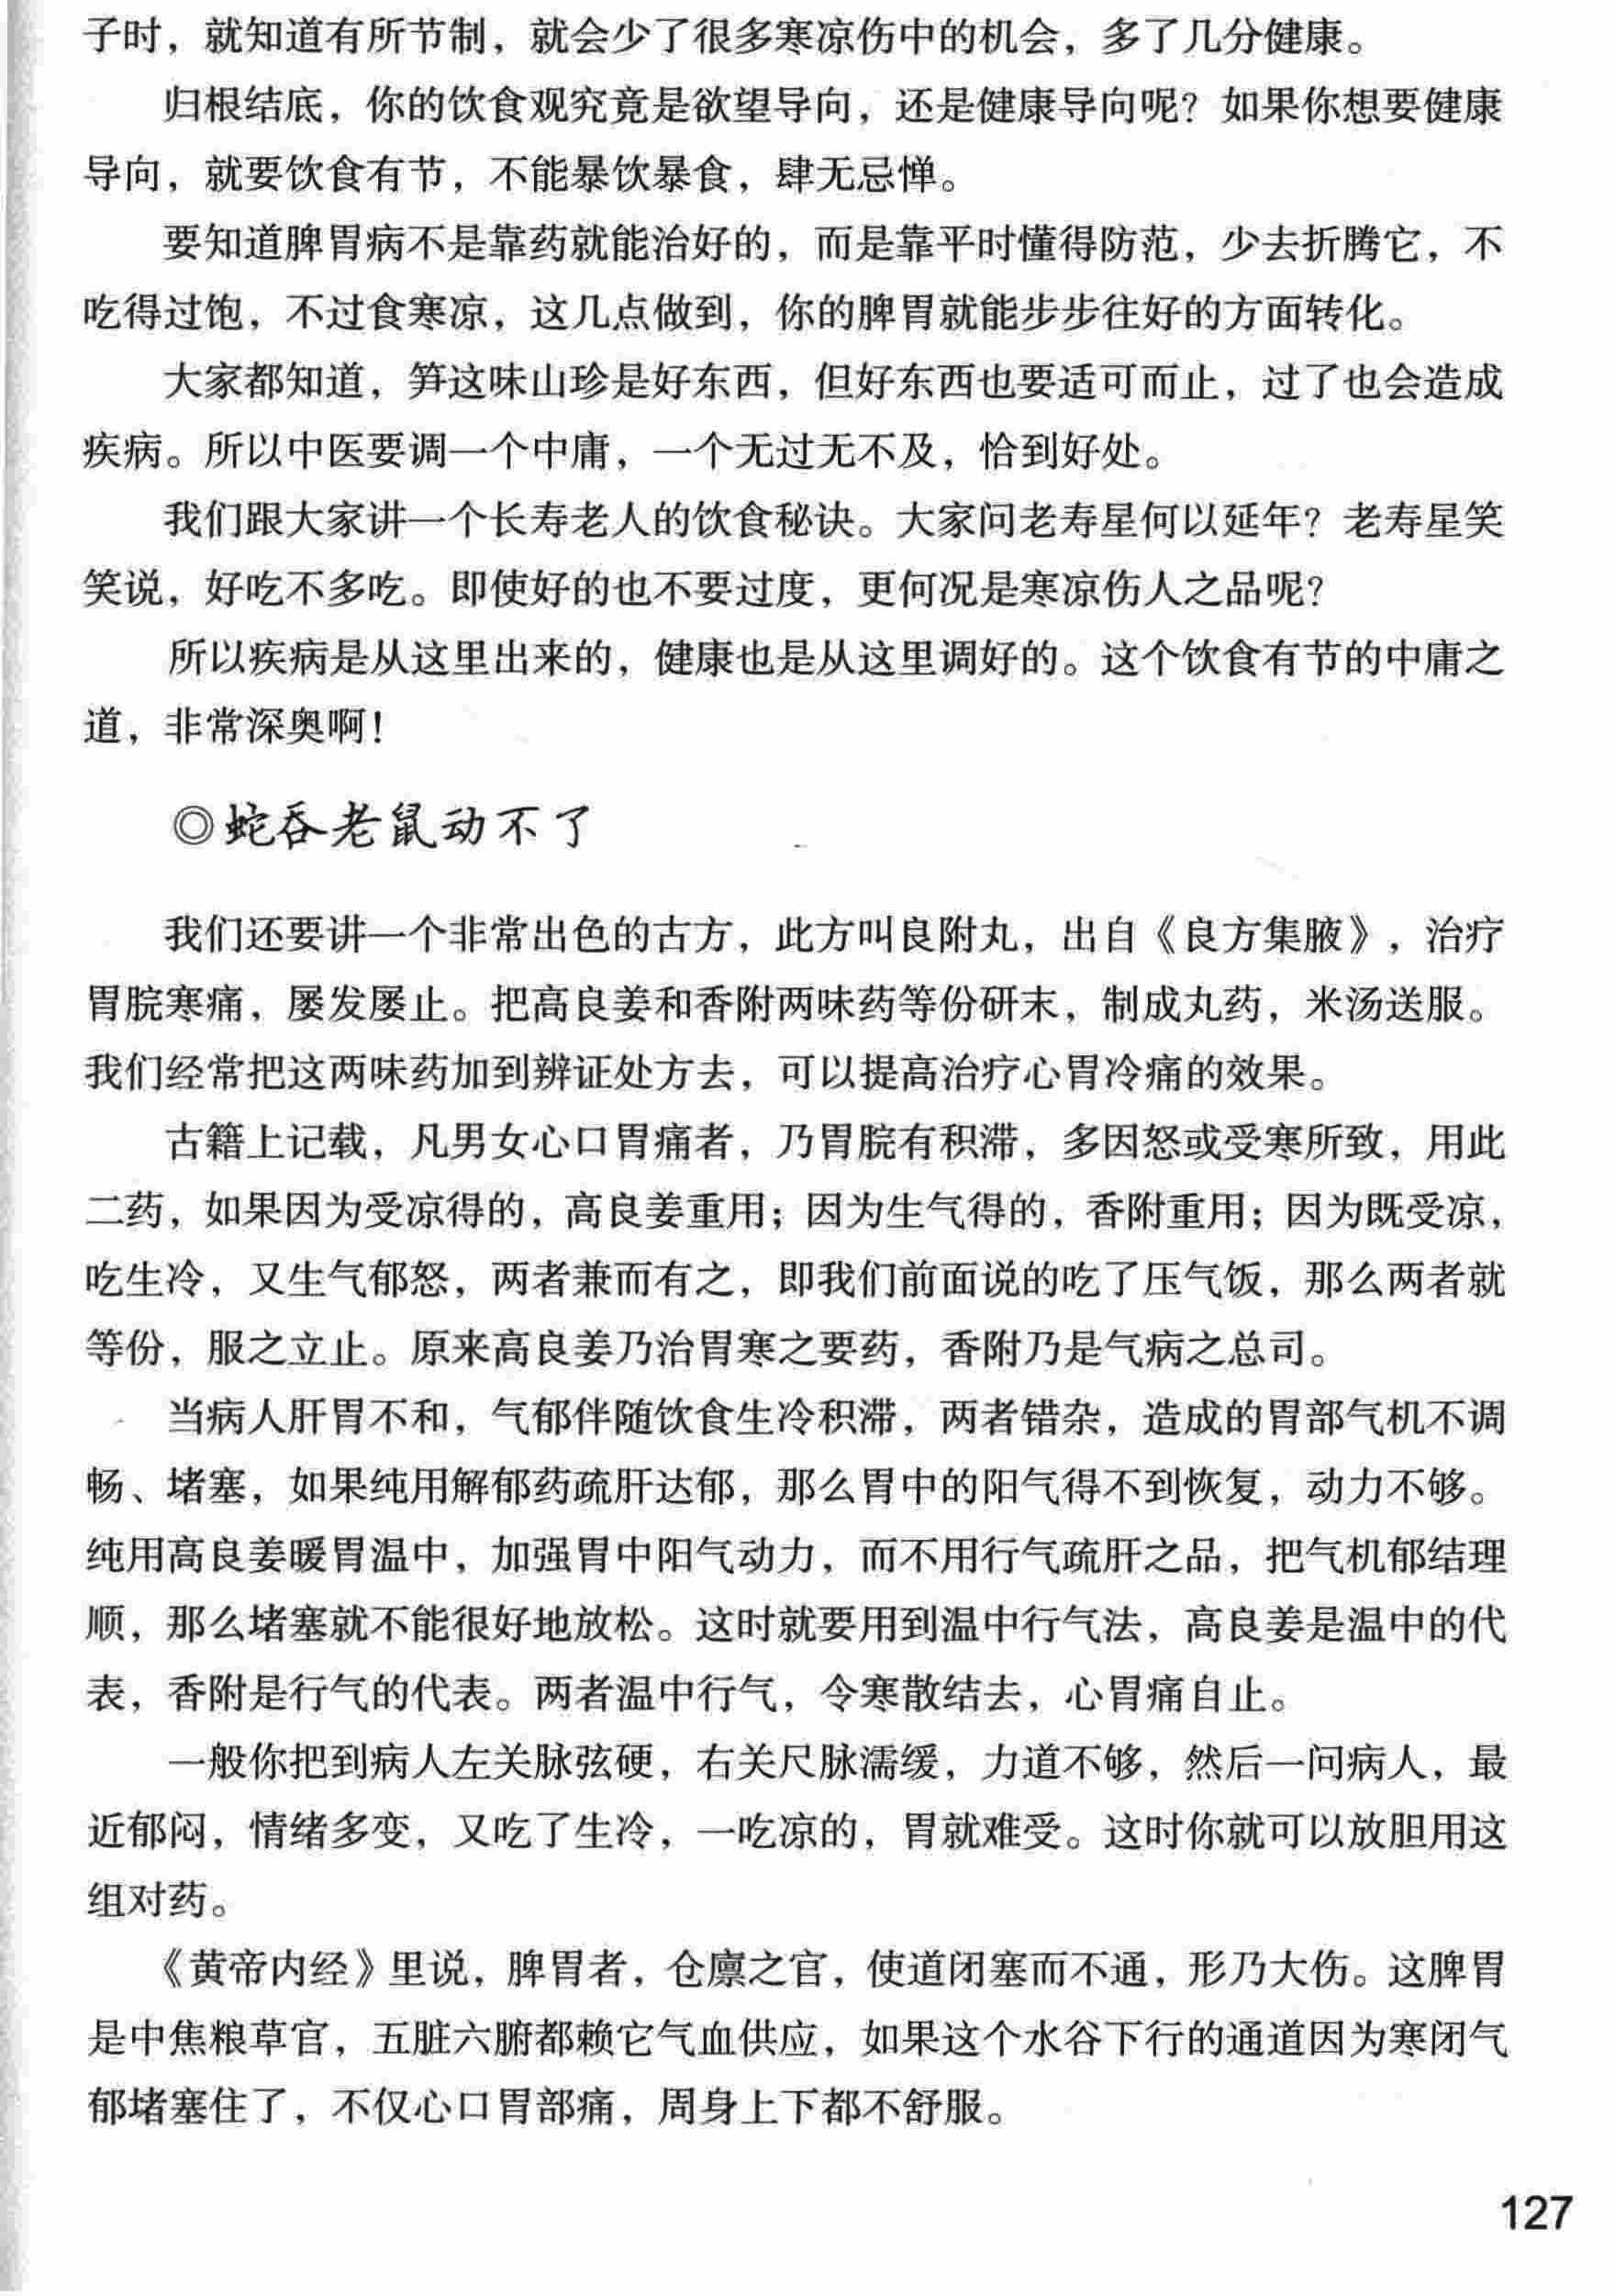 子时，就知道有所节制，就会少了很多寒凉伤中的机会，多了几分健康。
归根结底，你的饮食观究竟是欲望导向，还是健康导向呢？如果你想要健康
导向，就要饮食有节，不能暴饮暴食，肆无忌惮。
要知道脾胃病不是靠药就能治好的，而是靠平时懂得防范，少去折腾它，不
吃得过饱，不过食寒凉，这几点做到，你的脾胃就能步步往好的方面转化。
大家都知道，笋这味山珍是好东西，但好东西也要适可而止，过了也会造成
疾病。所以中医要调一个中庸，一个无过无不及，恰到好处。
我们跟大家讲一个长寿老人的饮食秘诀。大家问老寿星何以延年？老寿星笑
笑说，好吃不多吃。即使好的也不要过度，更何况是寒凉伤人之品呢？
所以疾病是从这里出来的，健康也是从这里调好的。这个饮食有节的中庸之
道，非常深奥啊！
◎蛇吞老鼠动不了
我们还要讲一个非常出色的古方，此方叫良附丸，出自《良方集腋》，治疗
胃脘寒痛，屡发屡止。把高良姜和香附两味药等份研末，制成丸药，米汤送服。
我们经常把这两味药加到辨证处方去，可以提高治疗心胃冷痛的效果。
古籍上记载，凡男女心口胃痛者，乃胃脘有积滞，多因怒或受寒所致，用此
二药，如果因为受凉得的，高良姜重用；因为生气得的，香附重用；因为既受凉，
吃生冷，又生气郁怒，两者兼而有之，即我们前面说的吃了压气饭，那么两者就
等份，服之立止。原来高良姜乃治胃寒之要药，香附乃是气病之总司。
当病人肝胃不和，气郁伴随饮食生冷积滞，两者错杂，造成的胃部气机不调
畅、堵塞，如果纯用解郁药疏肝达郁，那么胃中的阳气得不到恢复，动力不够。
纯用高良姜暖胃温中，加强胃中阳气动力，而不用行气疏肝之品，把气机郁结理
顺，那么堵塞就不能很好地放松。这时就要用到温中行气法，高良姜是温中的代
表，香附是行气的代表。两者温中行气，令寒散结去，心胃痛自止。
一般你把到病人左关脉弦硬，右关尺脉濡缓，力道不够，然后一问病人，最
近郁闷，情绪多变，又吃了生冷，一吃凉的，胃就难受。这时你就可以放胆用这
组对药。
《黄帝内经》里说，脾胃者，仓廪之官，使道闭塞而不通，形乃大伤。这脾胃
是中焦粮草官，五脏六腑都赖它气血供应，如果这个水谷下行的通道因为寒闭气
郁堵塞住了，不仅心口胃部痛，周身上下都不舒服。
127